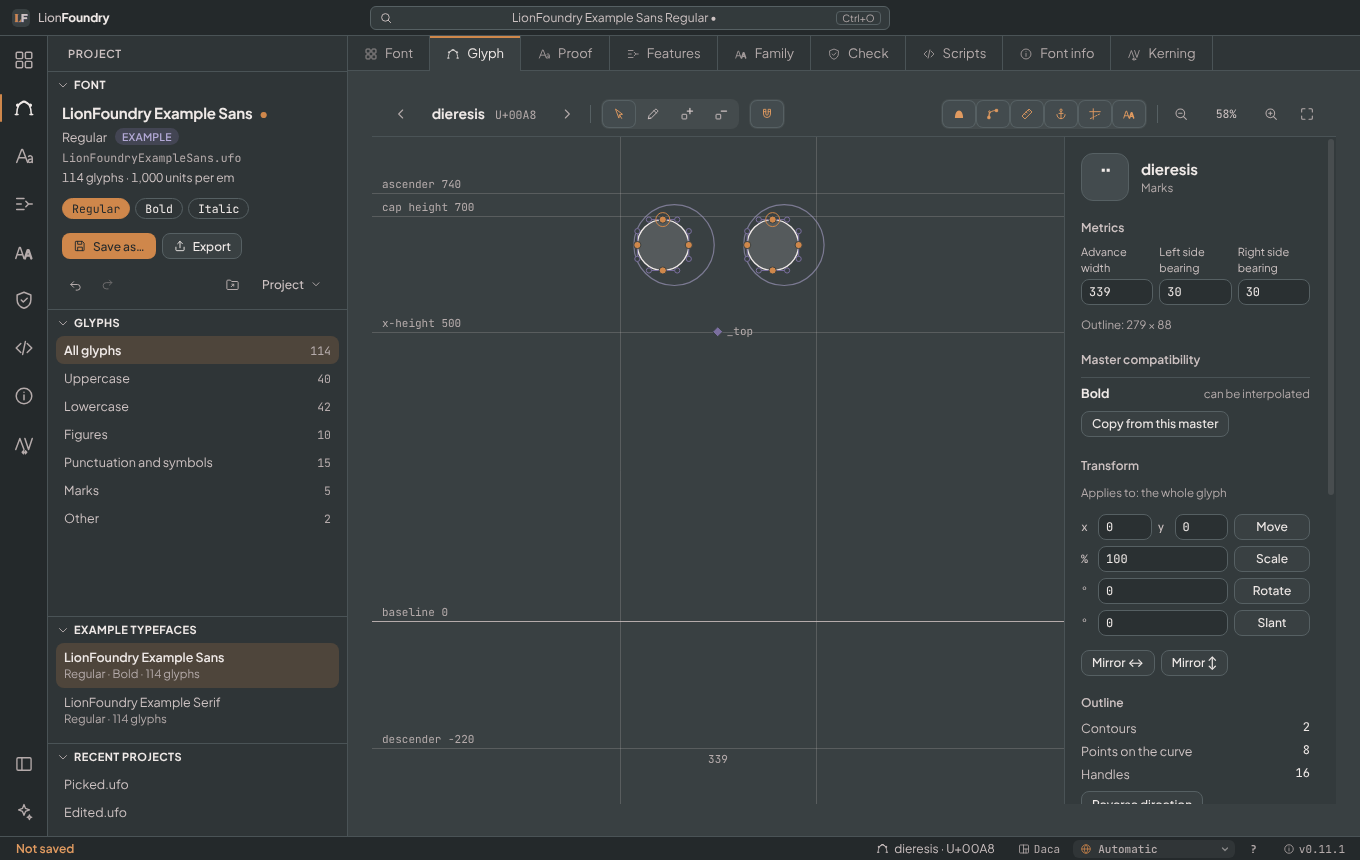 LF LionFoundry
LionFoundry Example Sans Regular •
Ctrl+O
PROJECT
Font
Glyph
Proof
Features
Family
Check
Scripts
Font info
Kerning
FONT
LionFoundry Example Sans
Regular EXAMPLE
LionFoundryExampleSans.ufo
114 glyphs · 1,000 units per em
Regular Bold Italic
Save as... Export
Project
GLYPHS
All glyphs 114
Uppercase 40
Lowercase 42
Figures 10
Punctuation and symbols 15
Marks 5
Other 2
EXAMPLE TYPEFACES
LionFoundry Example Sans
Regular · Bold · 114 glyphs
LionFoundry Example Serif
Regular · 114 glyphs
RECENT PROJECTS
Picked.ufo
Edited.ufo
dieresis U+00A8
58%
ascender 740
cap height 700
x-height 500
_top
baseline 0
descender -220
339
dieresis
Marks
Metrics
Advance width
Left side bearing
Right side bearing
339 30 30
Outline: 279 × 88
Master compatibility
Bold can be interpolated
Copy from this master
Transform
Applies to: the whole glyph
x 0 y 0 Move
% 100 Scale
° 0 Rotate
° 0 Slant
Mirror ↔ Mirror ↕
Outline
Contours 2
Points on the curve 8
Handles 16
Reverse direction
Not saved
dieresis · U+00A8
Daca
Automatic
?
v0.11.1